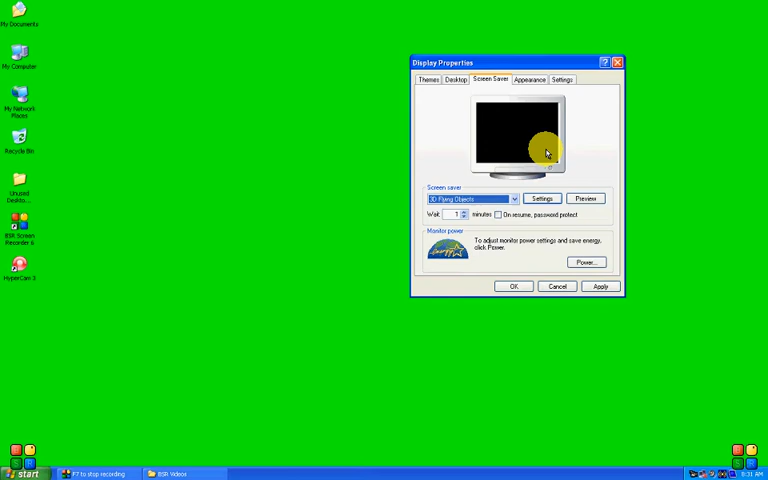 My Documents
My Computer
My Network
Places
Recycle Bin
Unused
Desktop...
BSR Screen
Recorder 6
HyperCam 3
Display Properties
Themes
Desktop
Screen Saver
Appearance
Settings
Screen saver
3D Flying Objects
Settings
Preview
Wait: 1 minutes
On resume, password protect
Monitor power
To adjust monitor power settings and save energy,
click Power.
Power...
OK
Cancel
Apply
start
F7 to stop recording
BSR Videos
8:31 AM